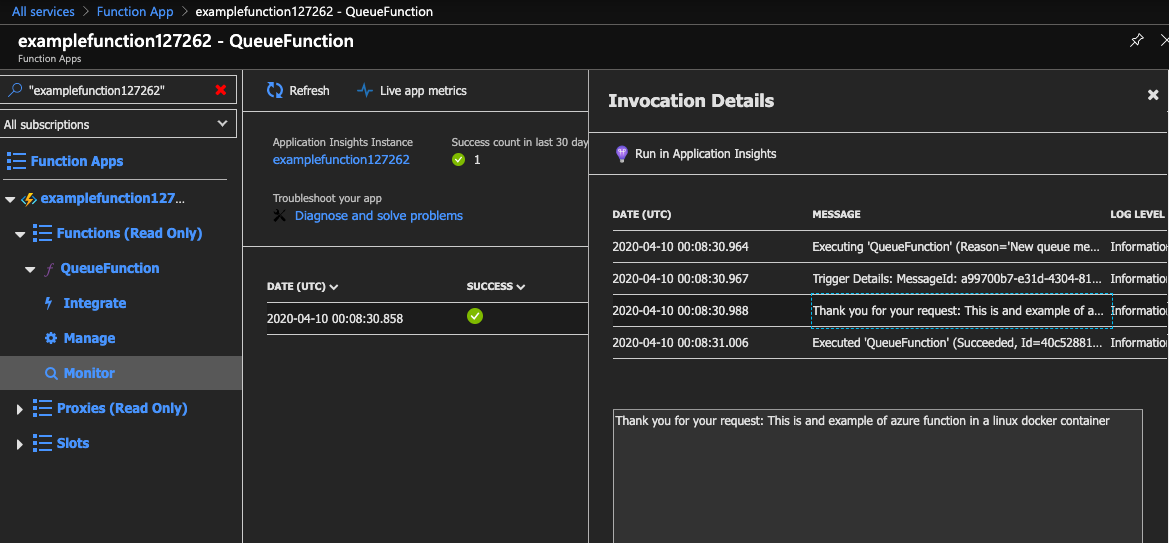 All services > Function App > examplefunction127262 - QueueFunction
examplefunction127262 - QueueFunction
Function Apps
"examplefunction127262"
All subscriptions
Function Apps
examplefunction127...
Functions (Read Only)
QueueFunction
Integrate
Manage
Monitor
Proxies (Read Only)
Slots
Refresh
Live app metrics
Application Insights Instance
examplefunction127262
Success count in last 30 day
1
Troubleshoot your app
Diagnose and solve problems
DATE (UTC) SUCCESS
2020-04-10 00:08:30.858
Invocation Details
Run in Application Insights
DATE (UTC) MESSAGE LOG LEVEL
2020-04-10 00:08:30.964 Executing 'QueueFunction' (Reason='New queue me... Informatio
2020-04-10 00:08:30.967 Trigger Details: MessageId: a99700b7-e31d-4304-81... Informatio
2020-04-10 00:08:30.988 Thank you for your request: This is and example of a... Informatio
2020-04-10 00:08:31.006 Executed 'QueueFunction' (Succeeded, Id=40c52881... Informatio
Thank you for your request: This is and example of azure function in a linux docker container